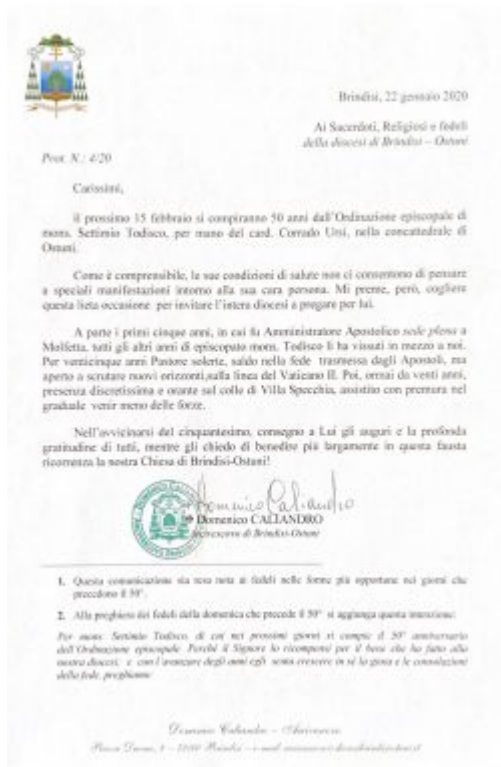 Brindisi, 22 gennaio 2020
Ai Sacerdoti, Religiosi e fedeli
della diocesi di Brindisi – Ostuni
Prot. N.: 4/20
Carissimi,
il prossimo 15 febbraio si compiranno 50 anni dall'Ordinazione episcopale di
mons. Settimio Todisco, per mano del card. Corrado Ursi, nella concattedrale di
Ostuni.
Come è comprensibile, le sue condizioni di salute non ci consentono di pensare
a speciali manifestazioni intorno alla sua cara persona. Mi preme, però, cogliere
questa lieta occasione per invitare l'intera diocesi a pregare per lui.
A parte i primi cinque anni, in cui fu Amministratore Apostolico sede plena a
Molfetta, tutti gli altri anni di episcopato mons. Todisco li ha vissuti in mezzo a noi.
Per venticinque anni Pastore solerte, saldo nella fede trasmessa dagli Apostoli, ma
aperto a scrutare nuovi orizzonti,sulla linea del Vaticano II. Poi, ormai da venti anni,
presenza discretissima e orante sul colle di Villa Specchia, assistito con premura nel
graduale venir meno delle forze.
Nell'avvicinarsi del cinquantesimo, consegno a Lui gli auguri e la profonda
gratitudine di tutti, mentre gli chiedo di benedire più largamente in questa fausta
ricorrenza la nostra Chiesa di Brindisi-Ostuni!
Domenico Caliandro
Domenico CALIANDRO
Arcivescovo di Brindisi-Ostuni
1. Questa comunicazione sia resa nota ai fedeli nelle forme più opportune nei giorni che
precedono il 50°.
2. Alla preghiera dei fedeli della domenica che precede il 50° si aggiunga questa intenzione:
Per mons. Settimio Todisco, di cui nei prossimi giorni si compie il 50° anniversario
dell'Ordinazione episcopale. Perché il Signore lo ricompensi per il bene che ha fatto alla
nostra diocesi, e con l'avanzare degli anni egli senta crescere in sé la gioia e le consolazioni
della fede, preghiamo
Domenico Caliandro – Arcivescovo
Piazza Duomo, – 72100 Brindisi – e-mail